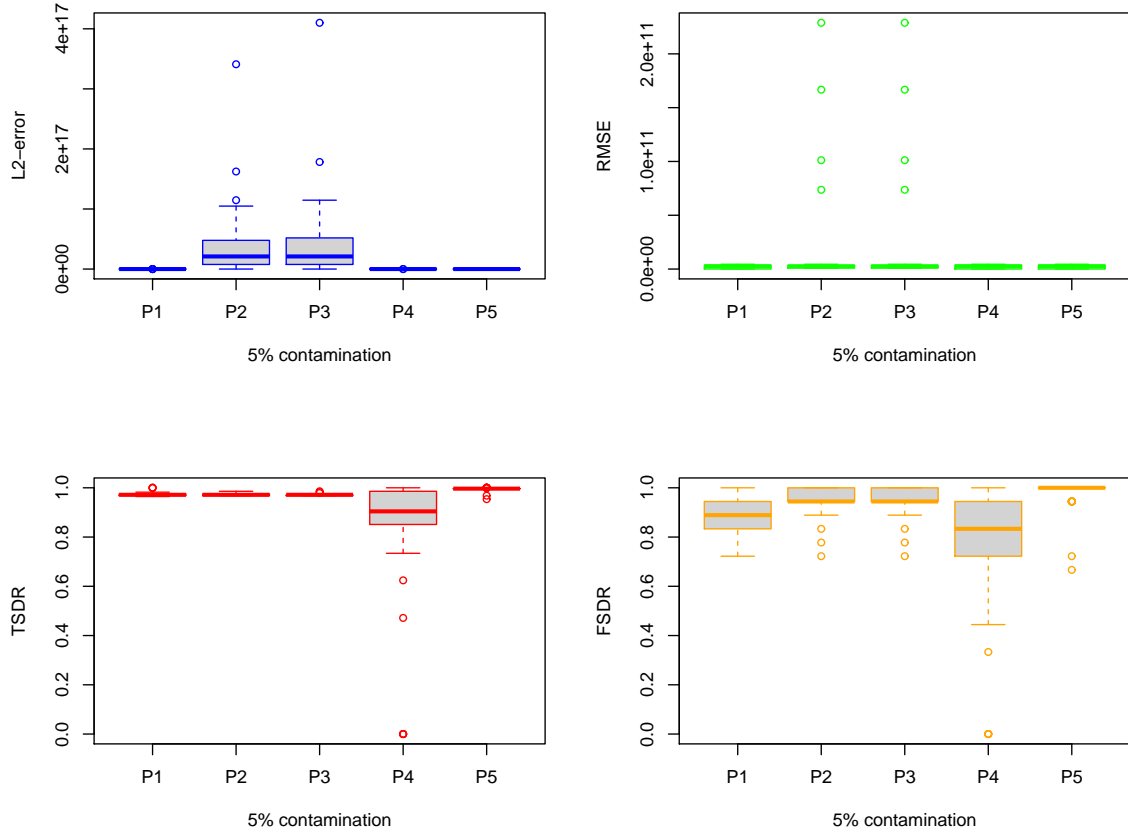 L2−error
4e+17
2e+17
0e+00
P1 P2 P3 P4 P5
5% contamination
RMSE
2.0e+11
1.0e+11
0.0e+00
P1 P2 P3 P4 P5
5% contamination
TSDR
1.0
0.8
0.6
0.4
0.2
0.0
P1 P2 P3 P4 P5
5% contamination
FSDR
1.0
0.8
0.6
0.4
0.2
0.0
P1 P2 P3 P4 P5
5% contamination